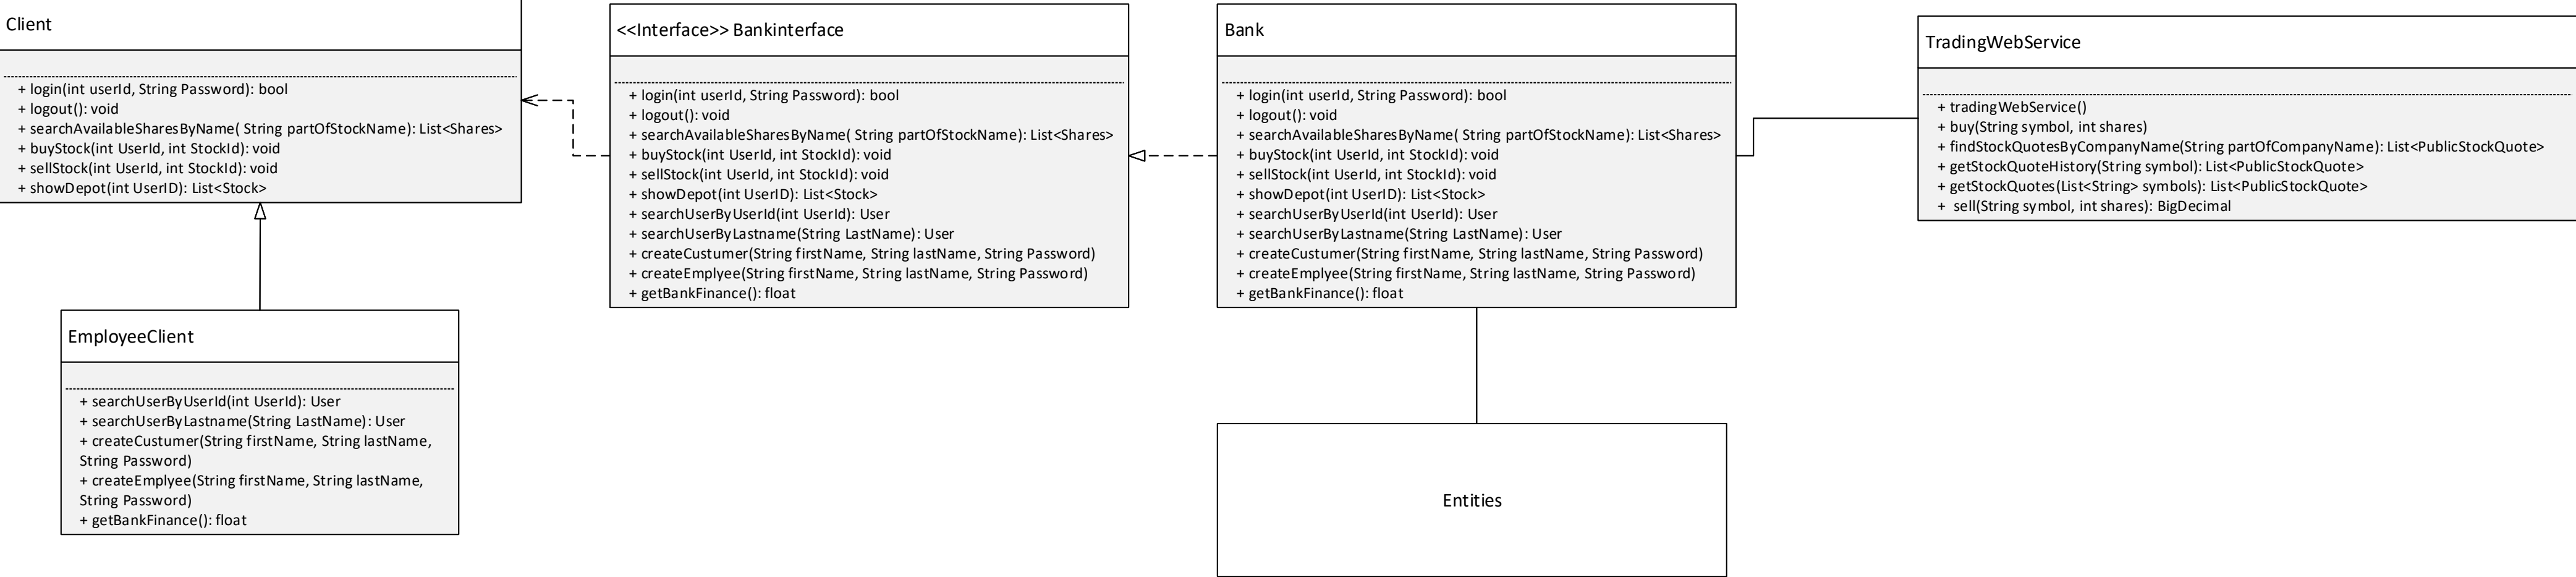 Client
+ login(int userId, String Password): bool
+ logout(): void
+ searchAvailableSharesByName( String partOfStockName): List<Shares>
+ buyStock(int UserId, int StockId): void
+ sellStock(int UserId, int StockId): void
+ showDepot(int UserID): List<Stock>
EmployeeClient
+ searchUserByUserId(int UserId): User
+ searchUserByLastname(String LastName): User
+ createCustumer(String firstName, String lastName,
String Password)
+ createEmplyee(String firstName, String lastName,
String Password)
+ getBankFinance(): float
<<Interface>> Bankinterface
+ login(int userId, String Password): bool
+ logout(): void
+ searchAvailableSharesByName( String partOfStockName): List<Shares>
+ buyStock(int UserId, int StockId): void
+ sellStock(int UserId, int StockId): void
+ showDepot(int UserID): List<Stock>
+ searchUserByUserId(int UserId): User
+ searchUserByLastname(String LastName): User
+ createCustumer(String firstName, String lastName, String Password)
+ createEmplyee(String firstName, String lastName, String Password)
+ getBankFinance(): float
Bank
+ login(int userId, String Password): bool
+ logout(): void
+ searchAvailableSharesByName( String partOfStockName): List<Shares>
+ buyStock(int UserId, int StockId): void
+ sellStock(int UserId, int StockId): void
+ showDepot(int UserID): List<Stock>
+ searchUserByUserId(int UserId): User
+ searchUserByLastname(String LastName): User
+ createCustumer(String firstName, String lastName, String Password)
+ createEmplyee(String firstName, String lastName, String Password)
+ getBankFinance(): float
Entities
TradingWebService
+ tradingWebService()
+ buy(String symbol, int shares)
+ findStockQuotesByCompanyName(String partOfCompanyName): List<PublicStockQuote>
+ getStockQuoteHistory(String symbol): List<PublicStockQuote>
+ getStockQuotes(List<String> symbols): List<PublicStockQuote>
+ sell(String symbol, int shares): BigDecimal